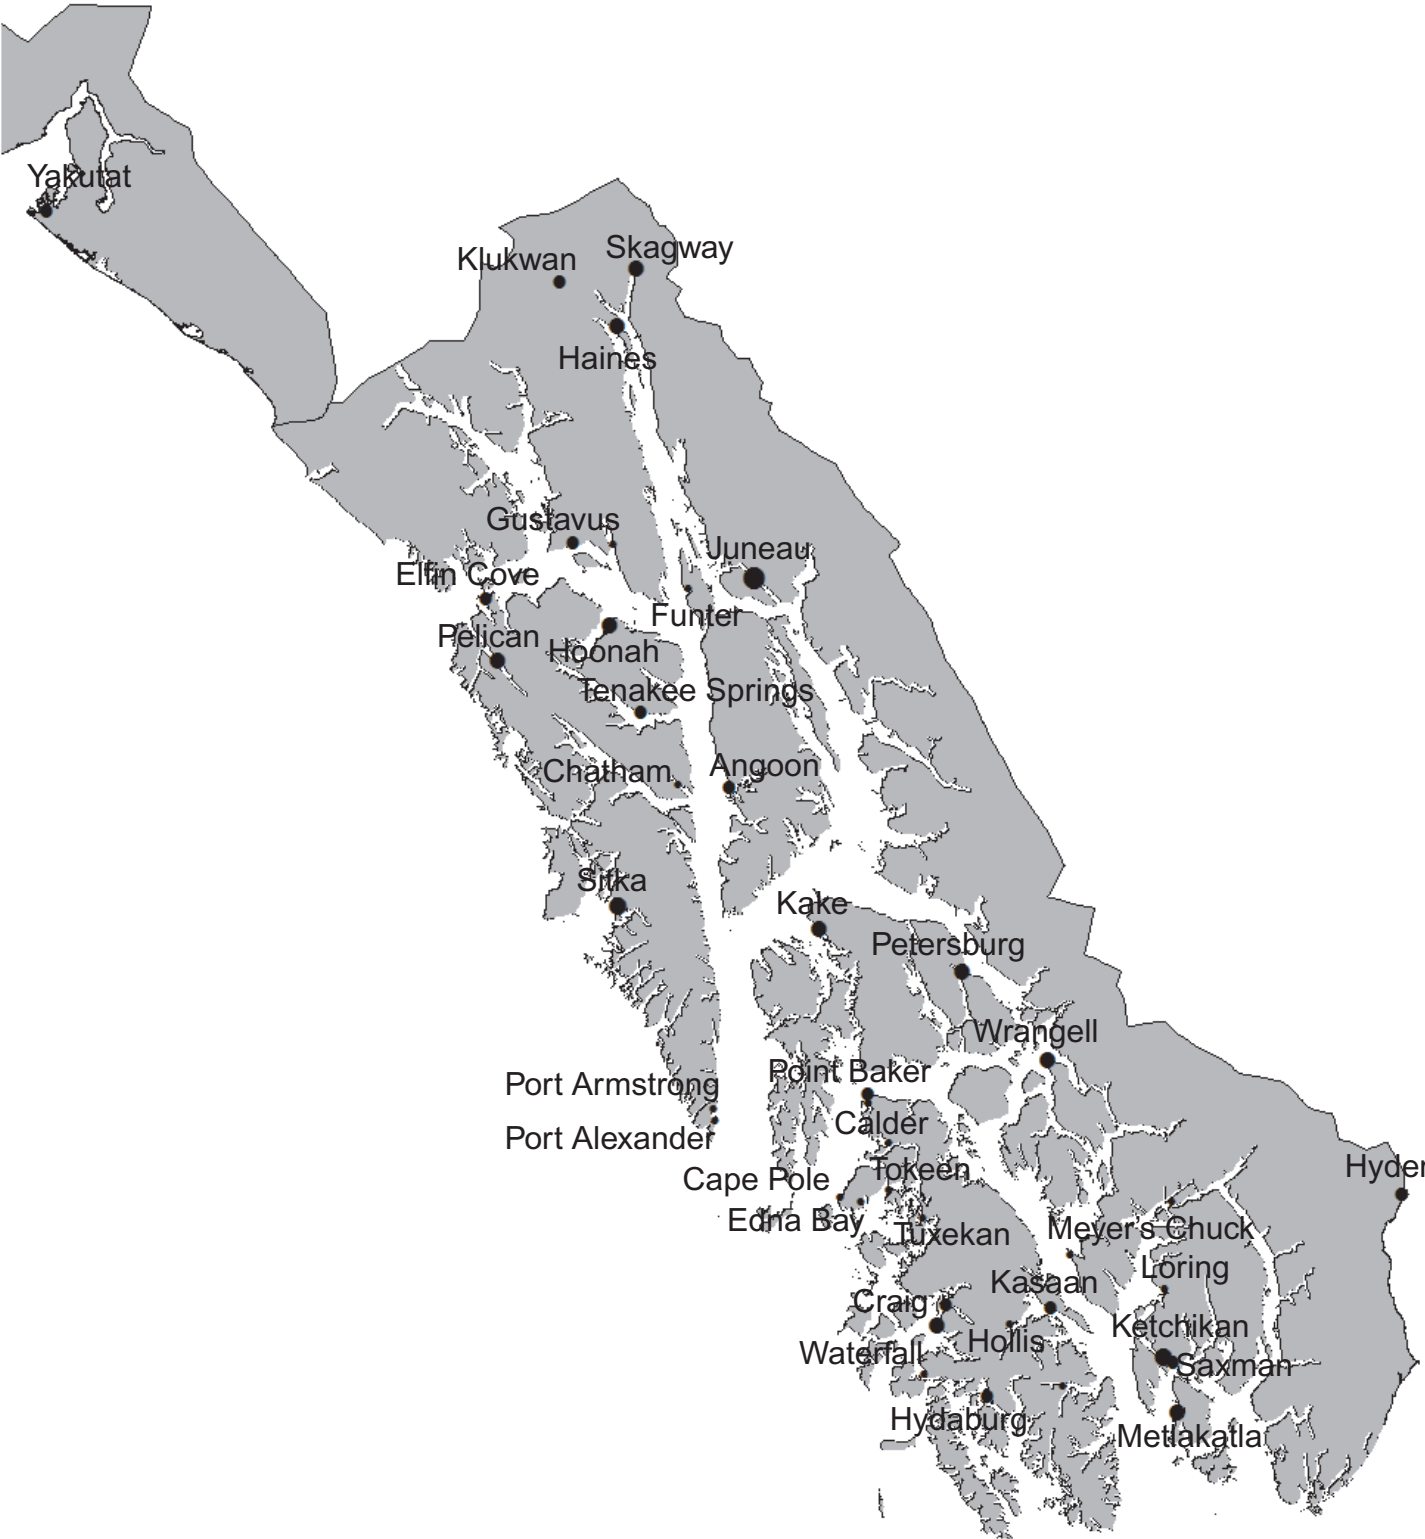 Yakutat
Skagway
Klukwan
Haines
Gustavus
Juneau
Elfin Cove
Funter
Pelican
Hoonah
Tenakee Springs
Angoon
Chatham
Sitka
Kake
Petersburg
Wrangell
Point Baker
Port Armstrong
Calder
Port Alexander
Tokeen
Hyder
Cape Pole
Edna Bay
Meyer's Chuck
Tuxekan
Loring
Kasaan
Craig
Ketchikan
Hollis
Waterfall
Saxman
Hydaburg
Metlakatla